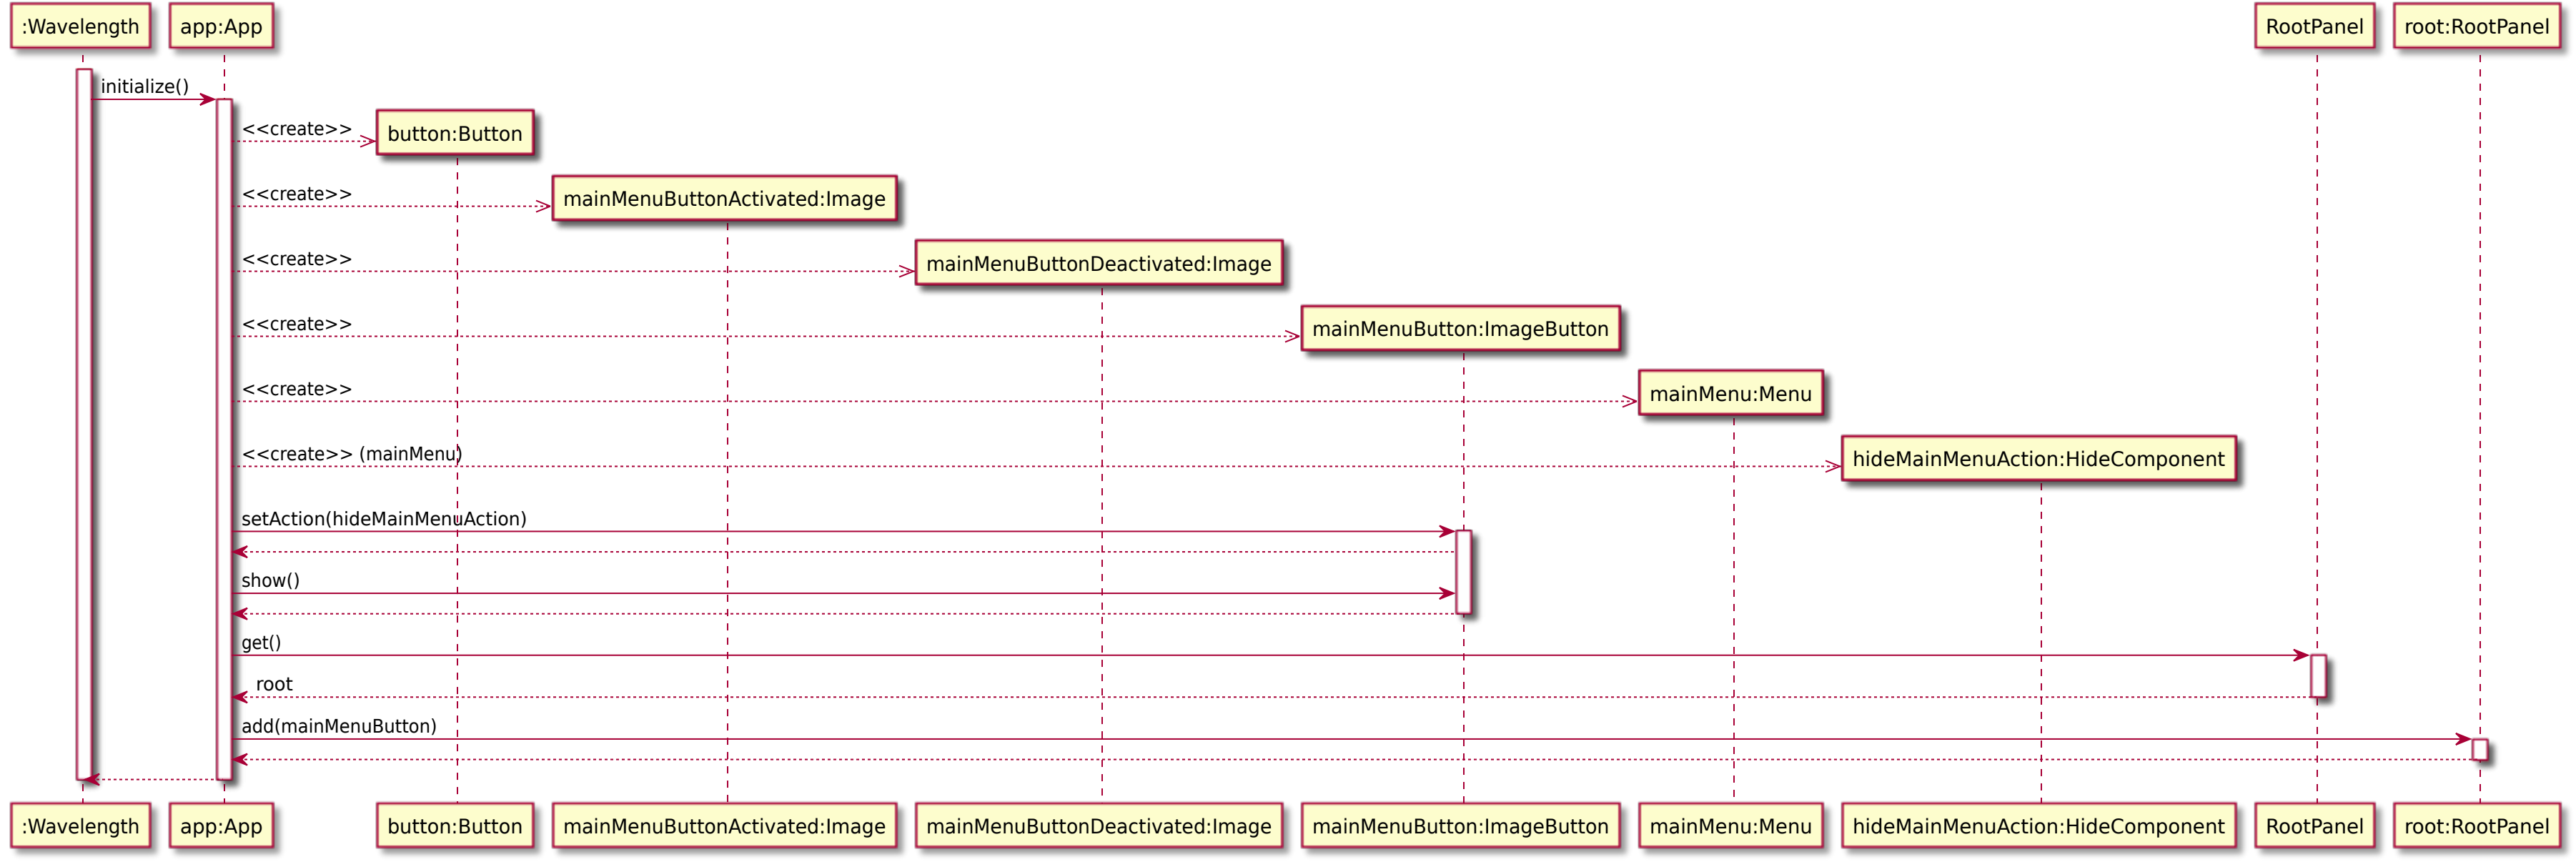 :Wavelength
app:App
RootPanel
root:RootPanel
initialize()
<<create>>
button:Button
<<create>>
mainMenuButtonActivated:Image
<<create>>
mainMenuButtonDeactivated:Image
<<create>>
mainMenuButton:ImageButton
<<create>>
mainMenu:Menu
<<create>> (mainMenu)
hideMainMenuAction:HideComponent
setAction(hideMainMenuAction)
show()
get()
root
add(mainMenuButton)
:Wavelength
app:App
button:Button
mainMenuButtonActivated:Image
mainMenuButtonDeactivated:Image
mainMenuButton:ImageButton
mainMenu:Menu
hideMainMenuAction:HideComponent
RootPanel
root:RootPanel